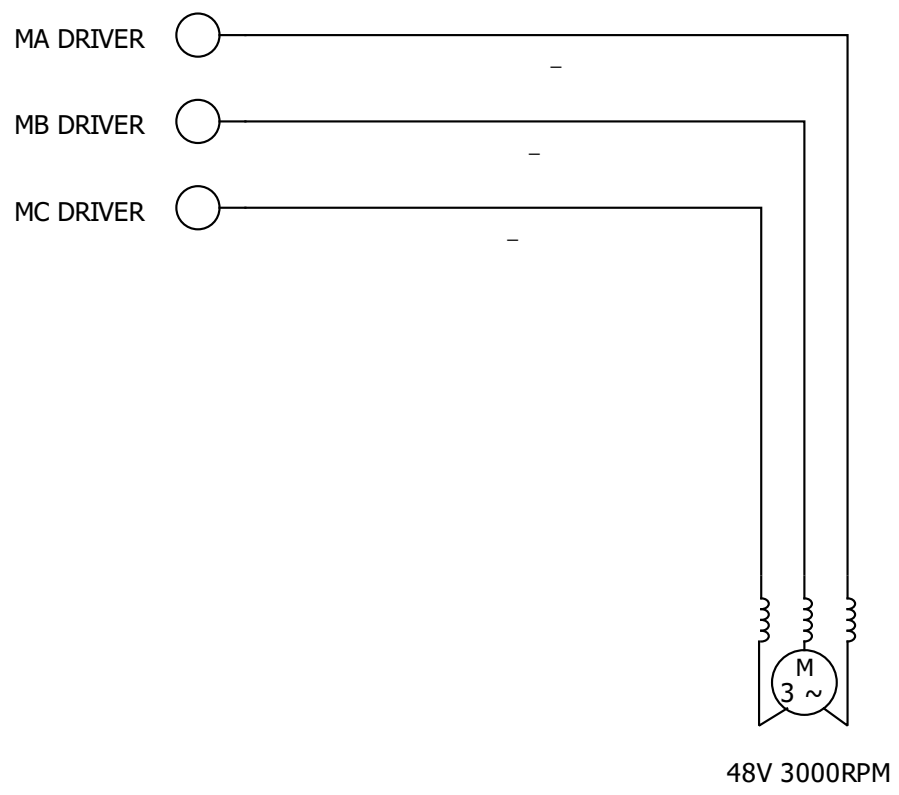 MA DRIVER
_
MB DRIVER
_
MC DRIVER
_
M
3 ~
48V 3000RPM